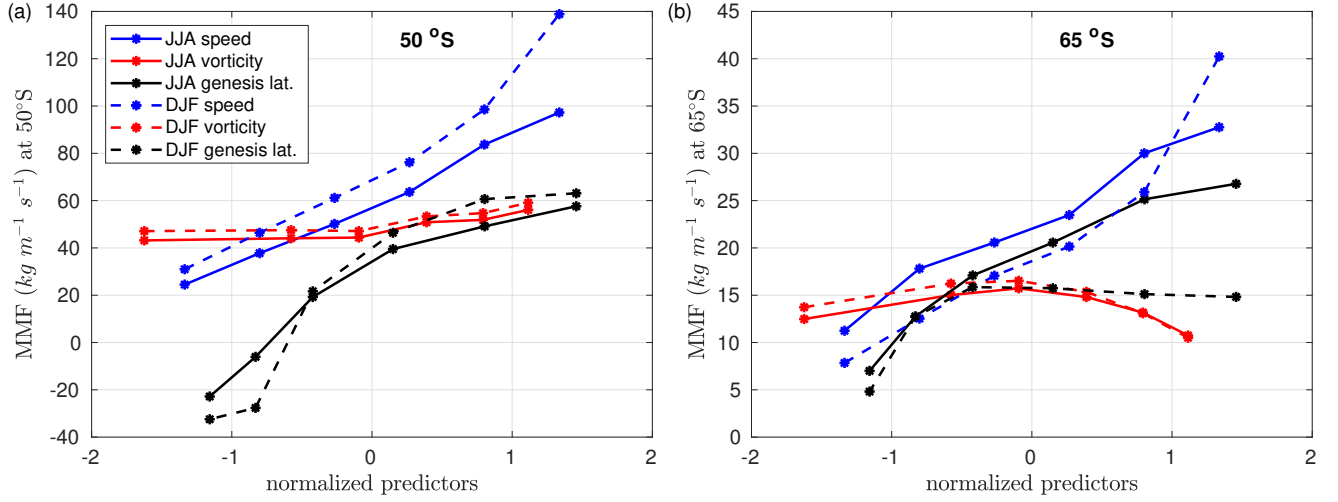 (a)
50 °S
JJA speed
JJA vorticity
JJA genesis lat.
DJF speed
DJF vorticity
DJF genesis lat.
140
120
100
80
60
40
20
0
-20
-40
MMF (kg m⁻¹ s⁻¹) at 50°S
-2
-1
0
1
2
normalized predictors
(b)
65 °S
45
40
35
30
25
20
15
10
5
0
MMF (kg m⁻¹ s⁻¹) at 65°S
-2
-1
0
1
2
normalized predictors